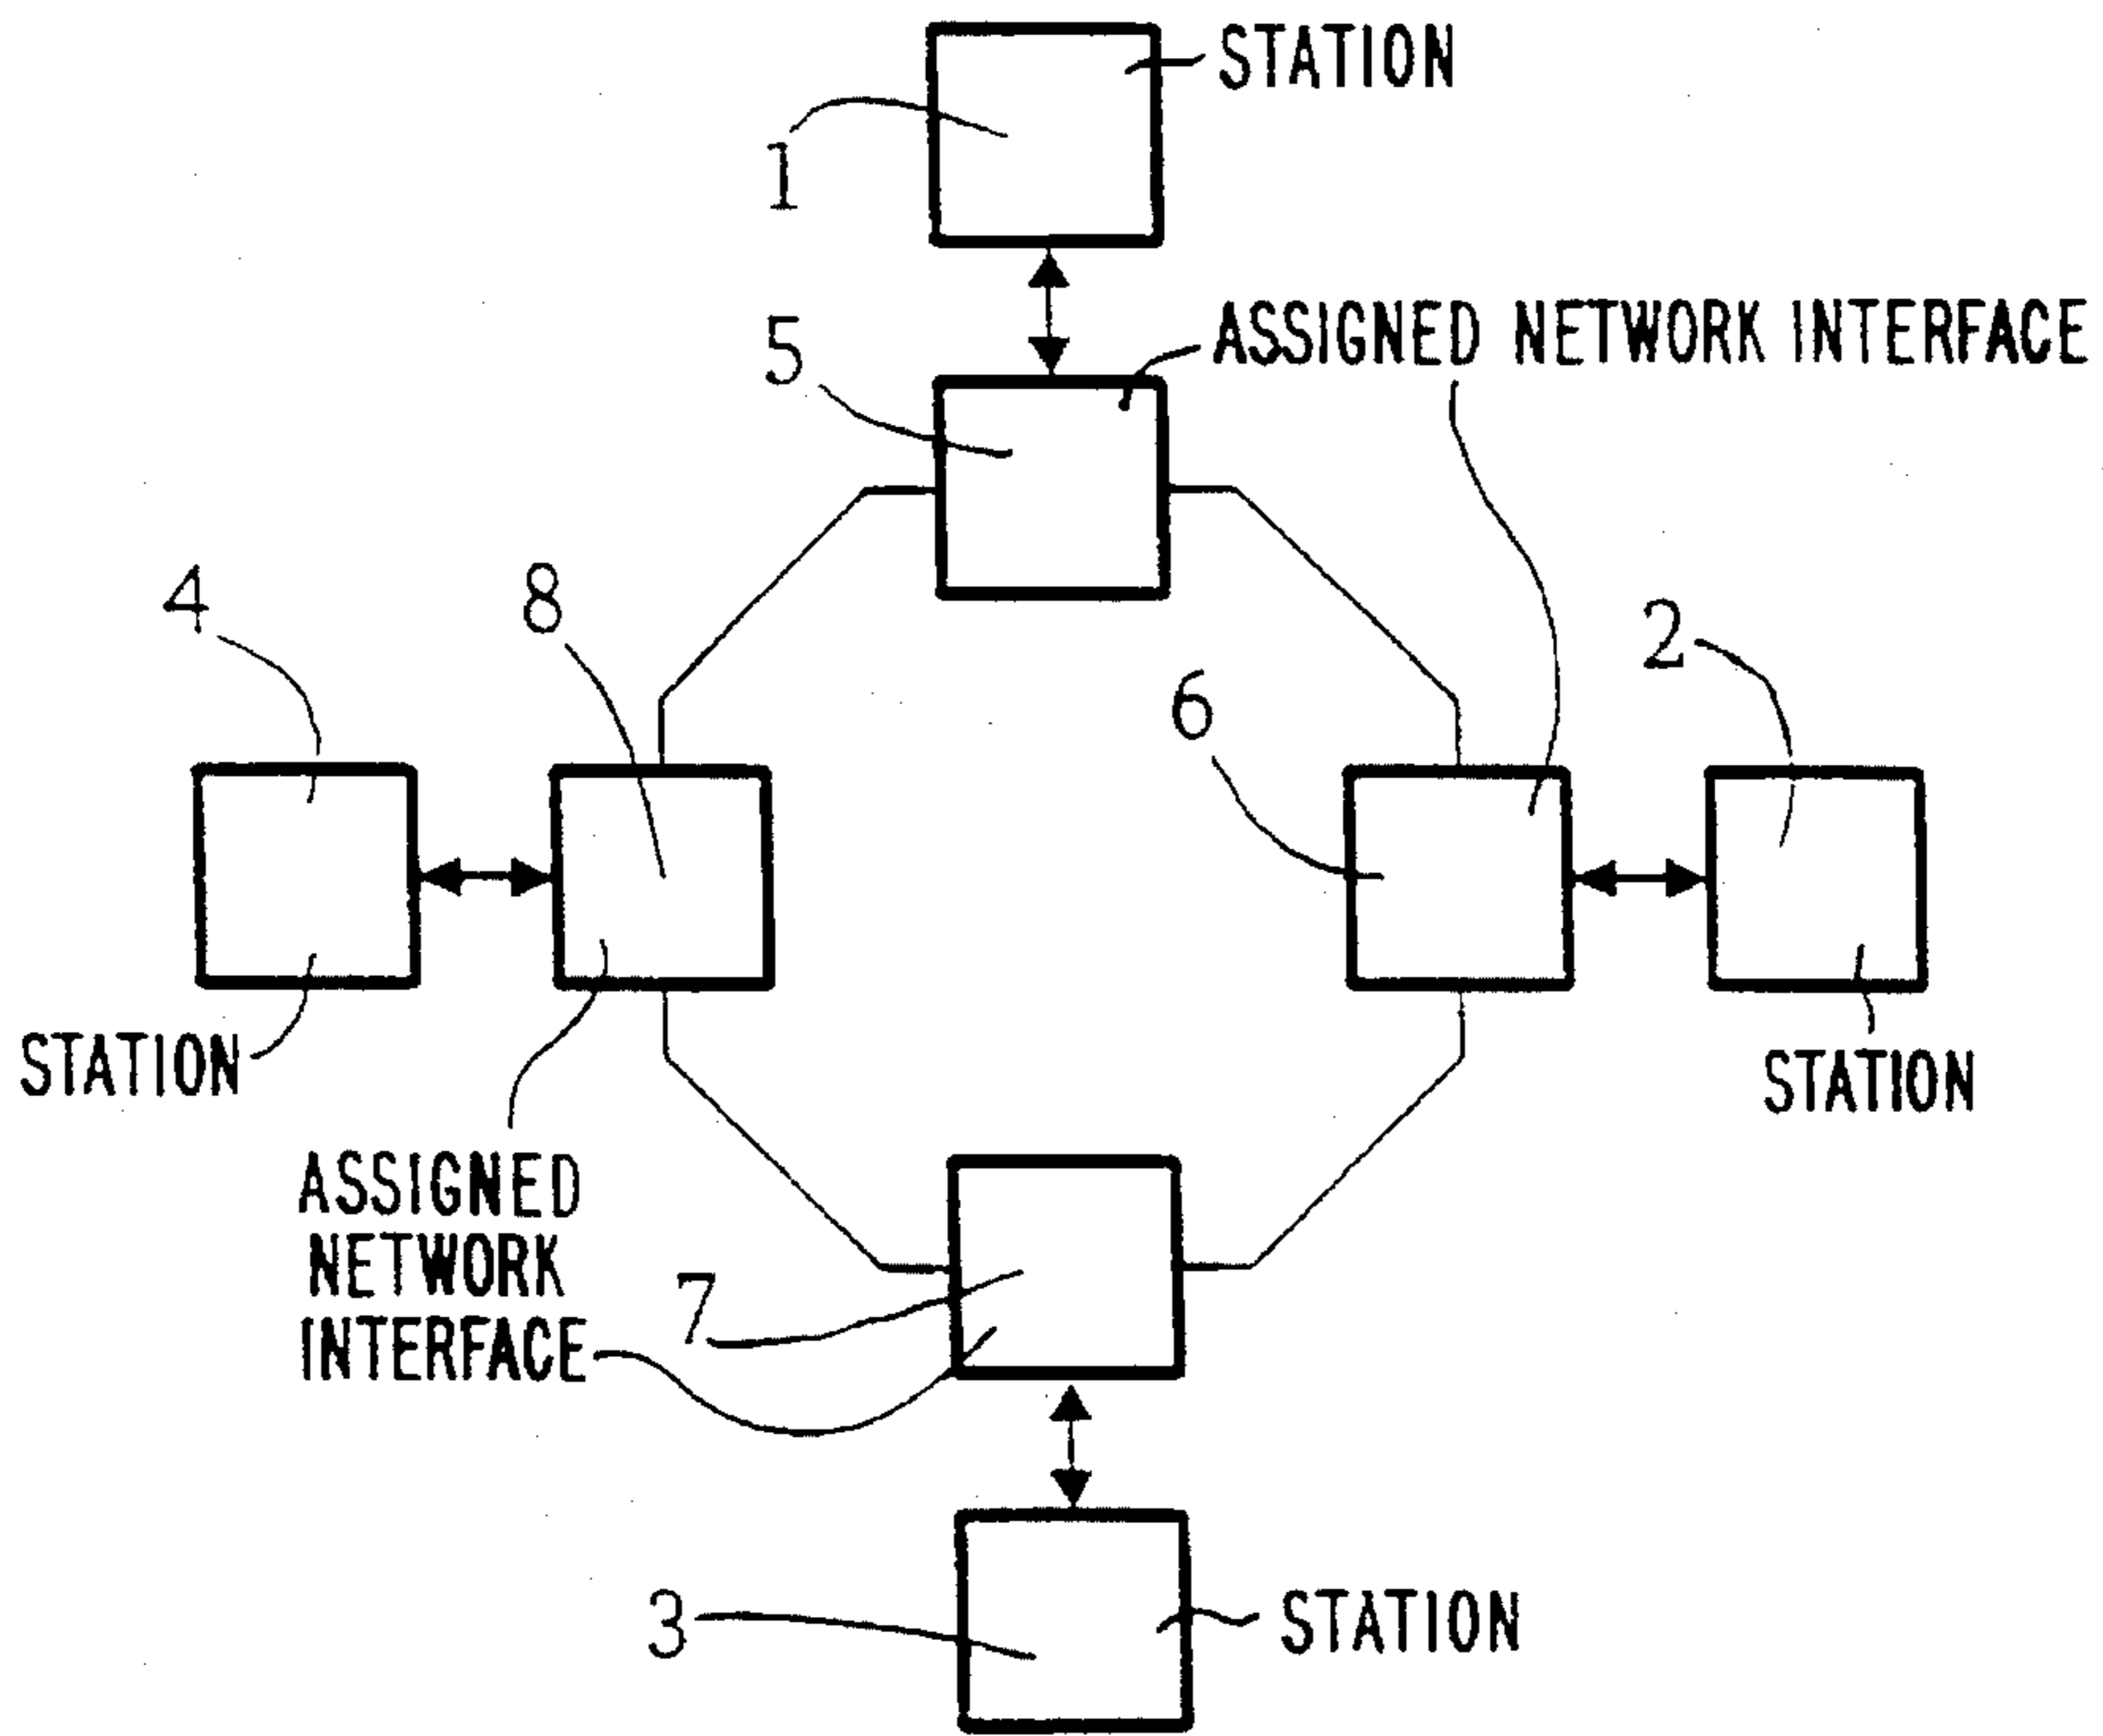 STATION
1
5
ASSIGNED NETWORK INTERFACE
4
8
2
6
STATION
STATION
ASSIGNED
NETWORK
INTERFACE
7
3
STATION